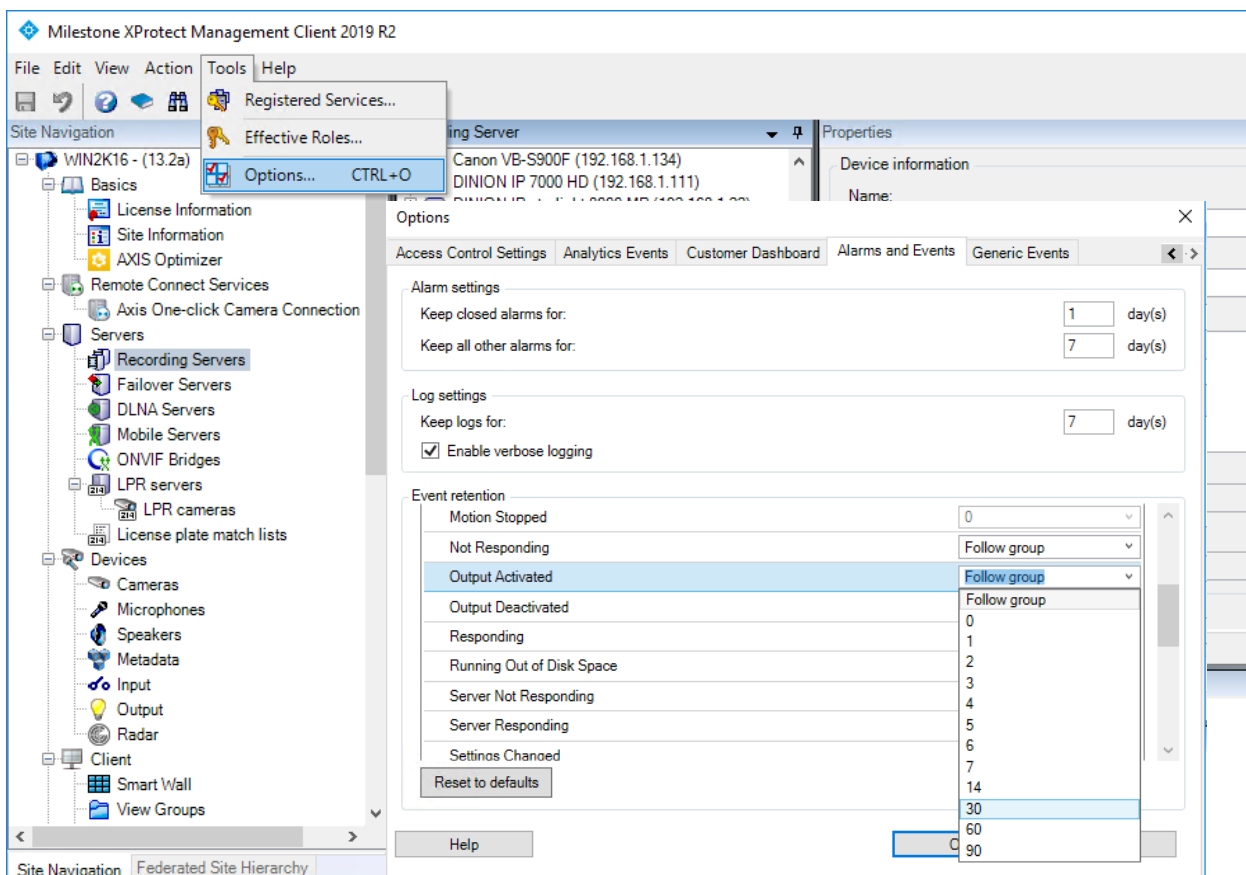 Milestone XProtect Management Client 2019 R2
File Edit View Action Tools Help
Registered Services...
Effective Roles...
Options... CTRL+O
Site Navigation
WIN2K16 - (13.2a)
Basics
License Information
Site Information
AXIS Optimizer
Remote Connect Services
Axis One-click Camera Connection
Servers
Recording Servers
Failover Servers
DLNA Servers
Mobile Servers
ONVIF Bridges
LPR servers
LPR cameras
License plate match lists
Devices
Cameras
Microphones
Speakers
Metadata
Input
Output
Radar
Client
Smart Wall
View Groups
Site Navigation Federated Site Hierarchy
Server
Canon VB-S900F (192.168.1.134)
DINION IP 7000 HD (192.168.1.111)
Properties
Device information
Name:
Options
Access Control Settings Analytics Events Customer Dashboard Alarms and Events Generic Events
Alarm settings
Keep closed alarms for: 1 day(s)
Keep all other alarms for: 7 day(s)
Log settings
Keep logs for: 7 day(s)
Enable verbose logging
Event retention
Motion Stopped 0
Not Responding Follow group
Output Activated Follow group
Output Deactivated
Responding
Running Out of Disk Space
Server Not Responding
Server Responding
Settings Changed
Follow group
0
1
2
3
4
5
6
7
14
30
60
90
Reset to defaults
Help